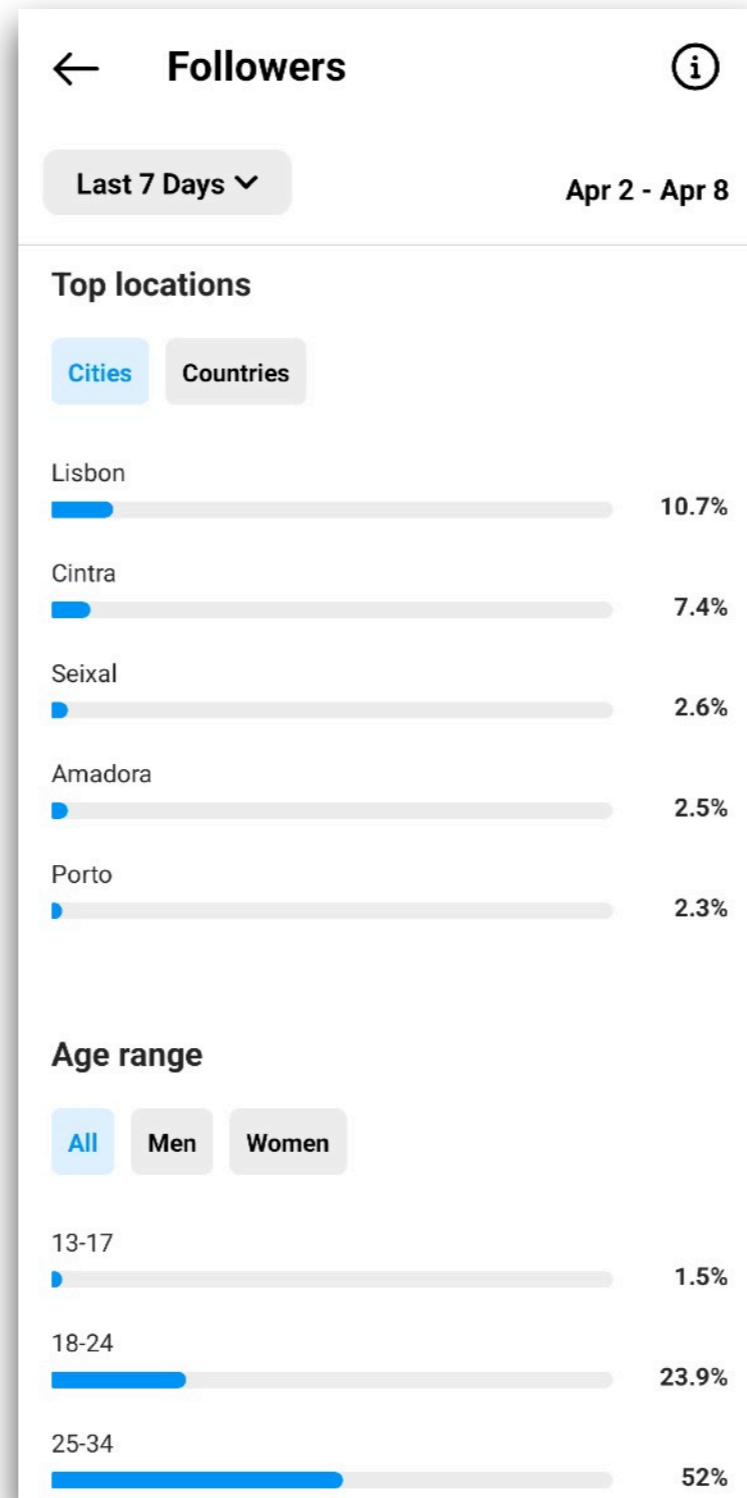 Followers
Last 7 Days
Apr 2 - Apr 8
Top locations
Cities Countries
Lisbon
10.7%
Cintra
7.4%
Seixal
2.6%
Amadora
2.5%
Porto
2.3%
Age range
All Men Women
13-17
1.5%
18-24
23.9%
25-34
52%